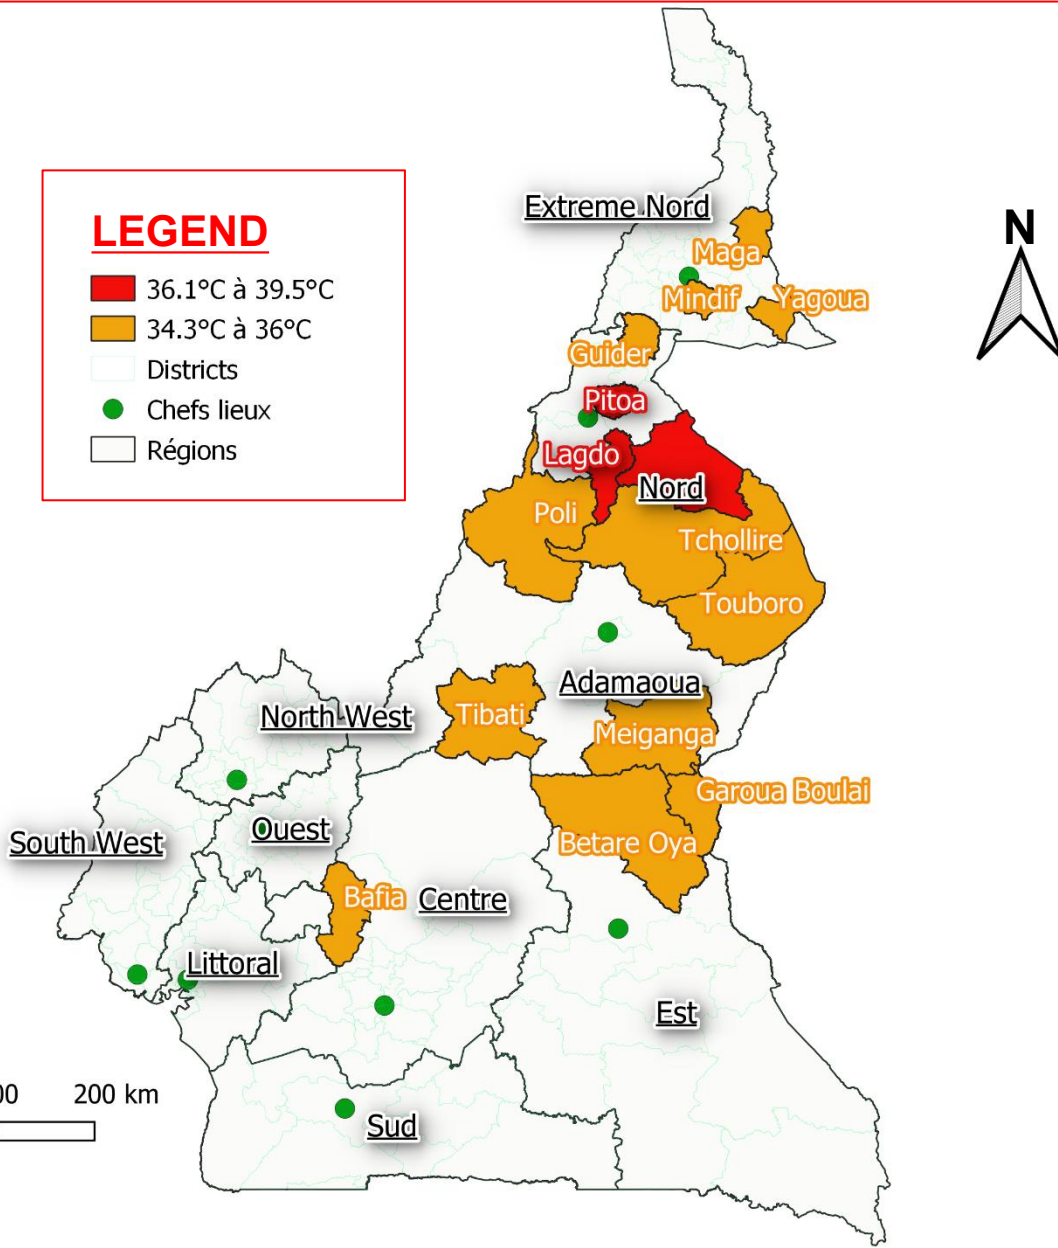 Extreme Nord
LEGEND
N
Maga
36.1°C à 39.5°C
Mindif
Yagoua
34.3°C à 36°C
Guider
Districts
Pitoa
Chefs lieux
Régions
Lagdo
Nord
Poli
Tchollire
Touboro
Adamaoua
North West
Tibati
Meiganga
Garoua Boulai
Ouest
South West
Betare Oya
Bafia
Centre
Littoral
Est
200 km
Sud